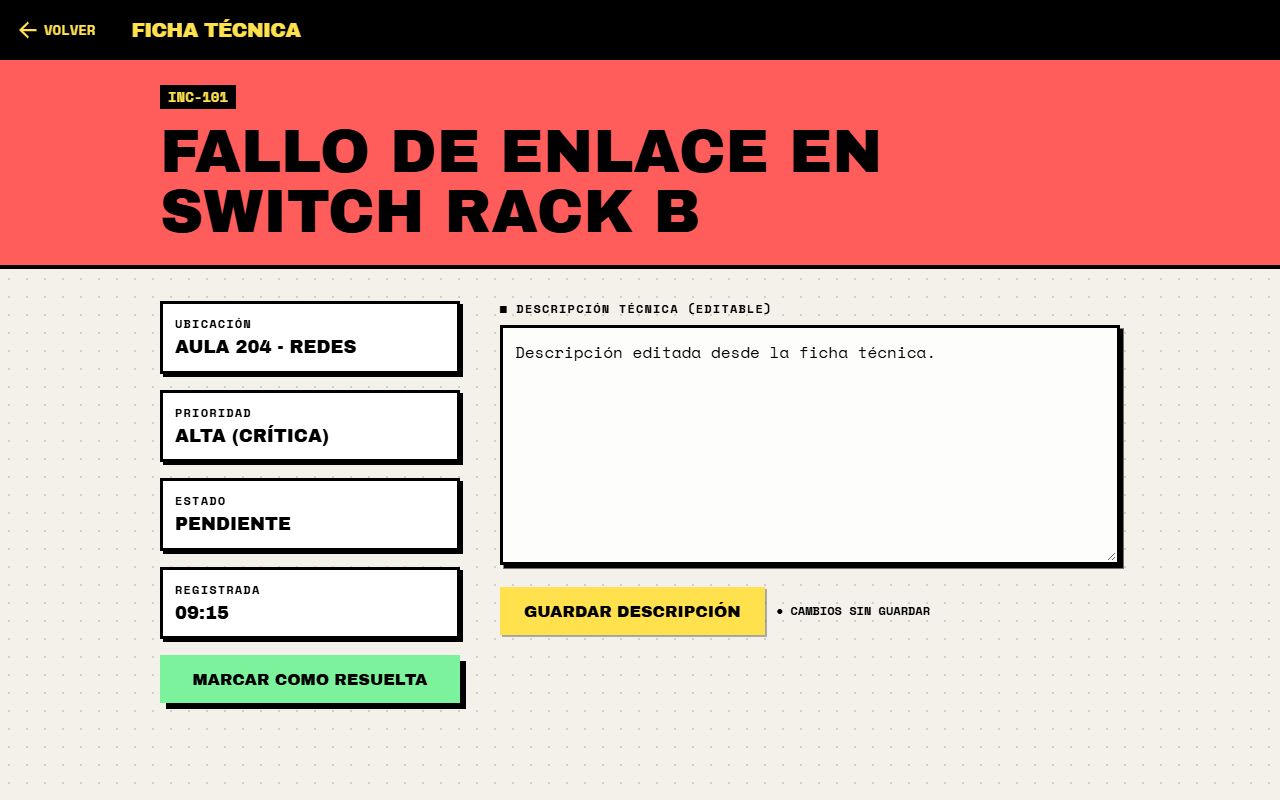 ← VOLVER
FICHA TÉCNICA
INC-101
FALLO DE ENLACE EN
SWITCH RACK B
UBICACIÓN
AULA 204 - REDES
PRIORIDAD
ALTA (CRÍTICA)
ESTADO
PENDIENTE
REGISTRADA
09:15
MARCAR COMO RESUELTA
■ DESCRIPCIÓN TÉCNICA (EDITABLE)
Descripción editada desde la ficha técnica.
GUARDAR DESCRIPCIÓN
● CAMBIOS SIN GUARDAR